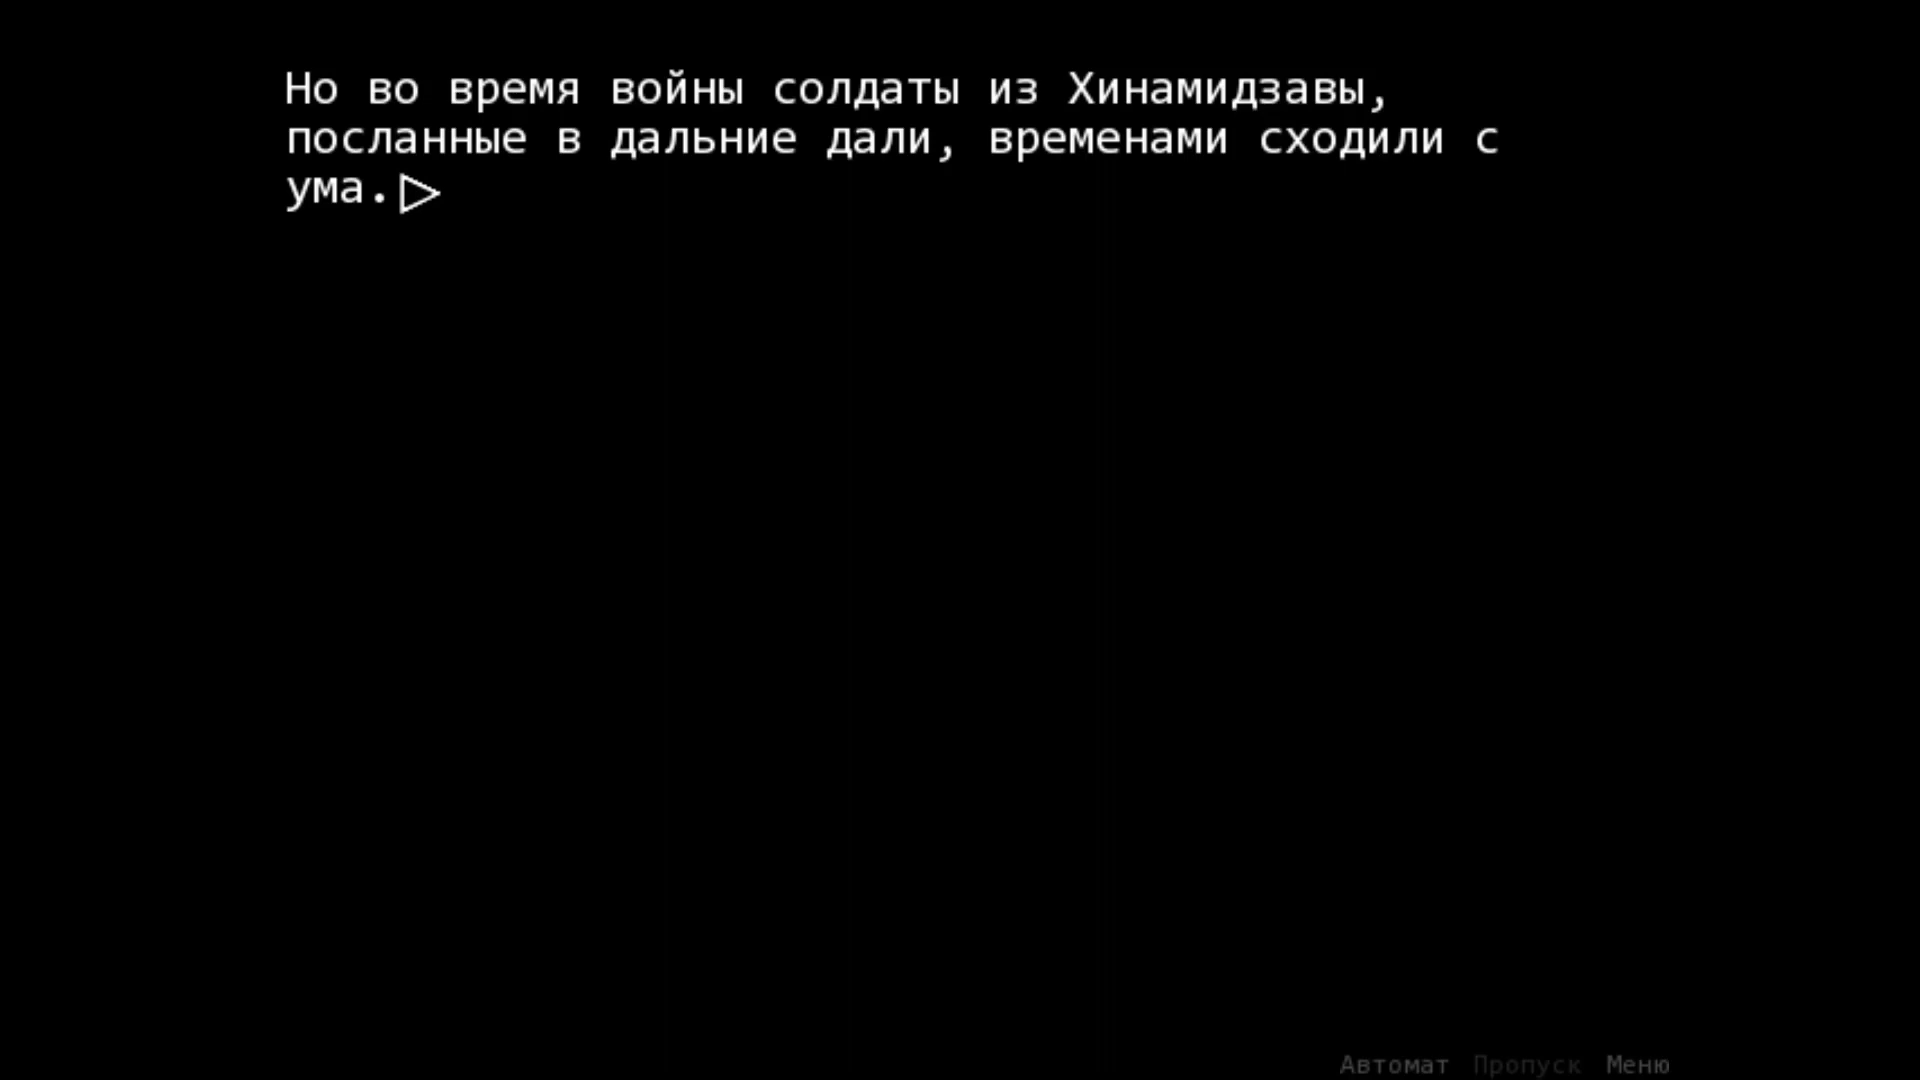 Но во время войны солдаты из Хинамидзавы,
посланные в дальние дали, временами сходили с
ума.
Автомат Пропуск Меню